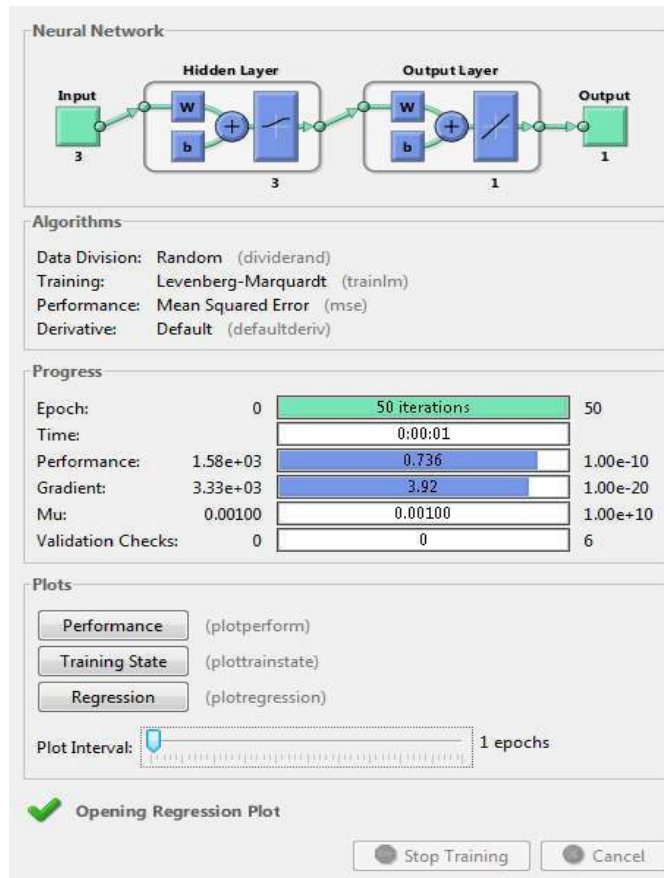 Neural Network
Hidden Layer Output Layer
Input Output
W b + W b +
3 3 1 1
Algorithms
Data Division: Random (dividerand)
Training: Levenberg-Marquardt (trainlm)
Performance: Mean Squared Error (mse)
Derivative: Default (defaultderiv)
Progress
Epoch: 0 50 iterations 50
Time: 0:00:01
Performance: 1.58e+03 0.736 1.00e-10
Gradient: 3.33e+03 3.92 1.00e-20
Mu: 0.00100 0.00100 1.00e+10
Validation Checks: 0 0 6
Plots
Performance (plotperform)
Training State (plottrainstate)
Regression (plotregression)
Plot Interval: 1 epochs
Opening Regression Plot
Stop Training Cancel